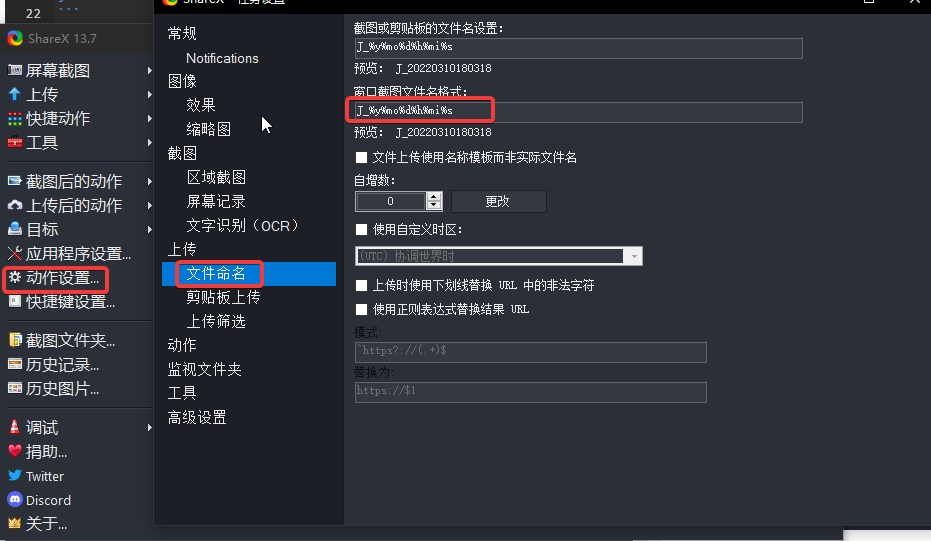 22
```
ShareX 13.7
屏幕截图
上传
快捷动作
工具
截图后的动作
上传后的动作
目标
应用程序设置...
动作设置...
快捷键设置...
截图文件夹...
历史记录...
历史图片...
调试
捐助...
Twitter
Discord
关于...
ShareX - 任务设置
常规
Notifications
图像
效果
缩略图
截图
区域截图
屏幕记录
文字识别（OCR）
上传
文件命名
剪贴板上传
上传筛选
动作
监视文件夹
工具
高级设置
截图或剪贴板的文件名设置:
J_%y%mo%d%h%mi%s
预览: J_20220310180318
窗口截图文件名格式:
J_%y%mo%d%h%mi%s
预览: J_20220310180318
文件上传使用名称模板而非实际文件名
自增数:
0
更改
使用自定义时区:
(UTC) 协调世界时
上传时使用下划线替换 URL 中的非法字符
使用正则表达式替换结果 URL
模式:
^https?://(.+)$
替换为:
https://$1